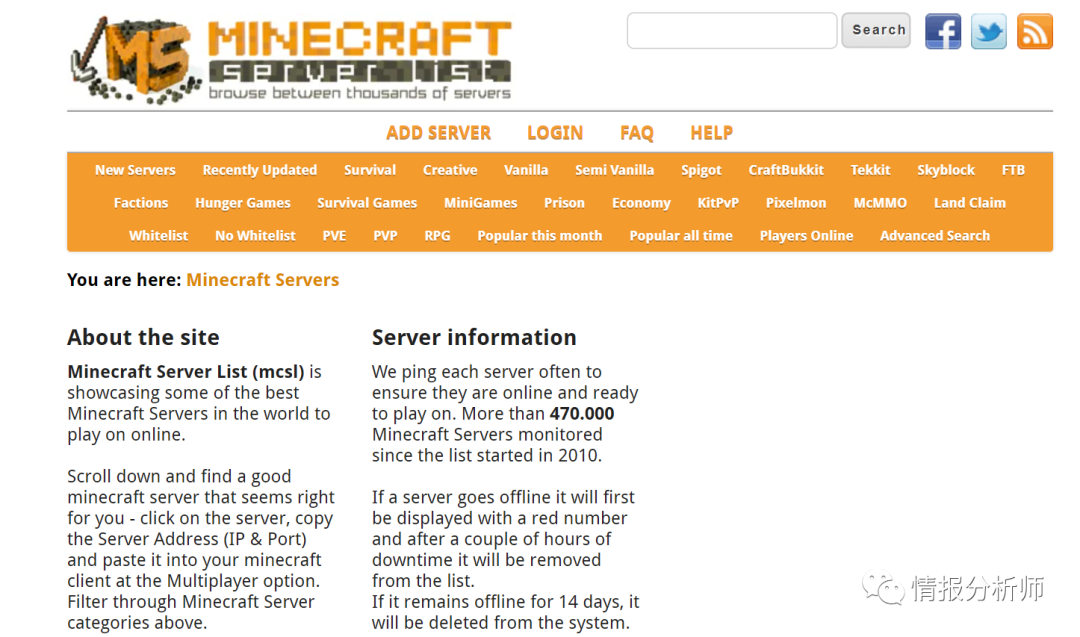 MS MINECRAFT
server list
browse between thousands of servers
Search
ADD SERVER LOGIN FAQ HELP
New Servers Recently Updated Survival Creative Vanilla Semi Vanilla Spigot CraftBukkit Tekkit Skyblock FTB
Factions Hunger Games Survival Games MiniGames Prison Economy KitPvP Pixelmon McMMO Land Claim
Whitelist No Whitelist PVE PVP RPG Popular this month Popular all time Players Online Advanced Search
You are here: Minecraft Servers
About the site
Minecraft Server List (mcsl) is
showcasing some of the best
Minecraft Servers in the world to
play on online.
Scroll down and find a good
minecraft server that seems right
for you - click on the server, copy
the Server Address (IP & Port)
and paste it into your minecraft
client at the Multiplayer option.
Filter through Minecraft Server
categories above.
Server information
We ping each server often to
ensure they are online and ready
to play on. More than 470.000
Minecraft Servers monitored
since the list started in 2010.
If a server goes offline it will first
be displayed with a red number
and after a couple of hours of
downtime it will be removed
from the list.
If it remains offline for 14 days, it
will be deleted from the system.
情报分析师